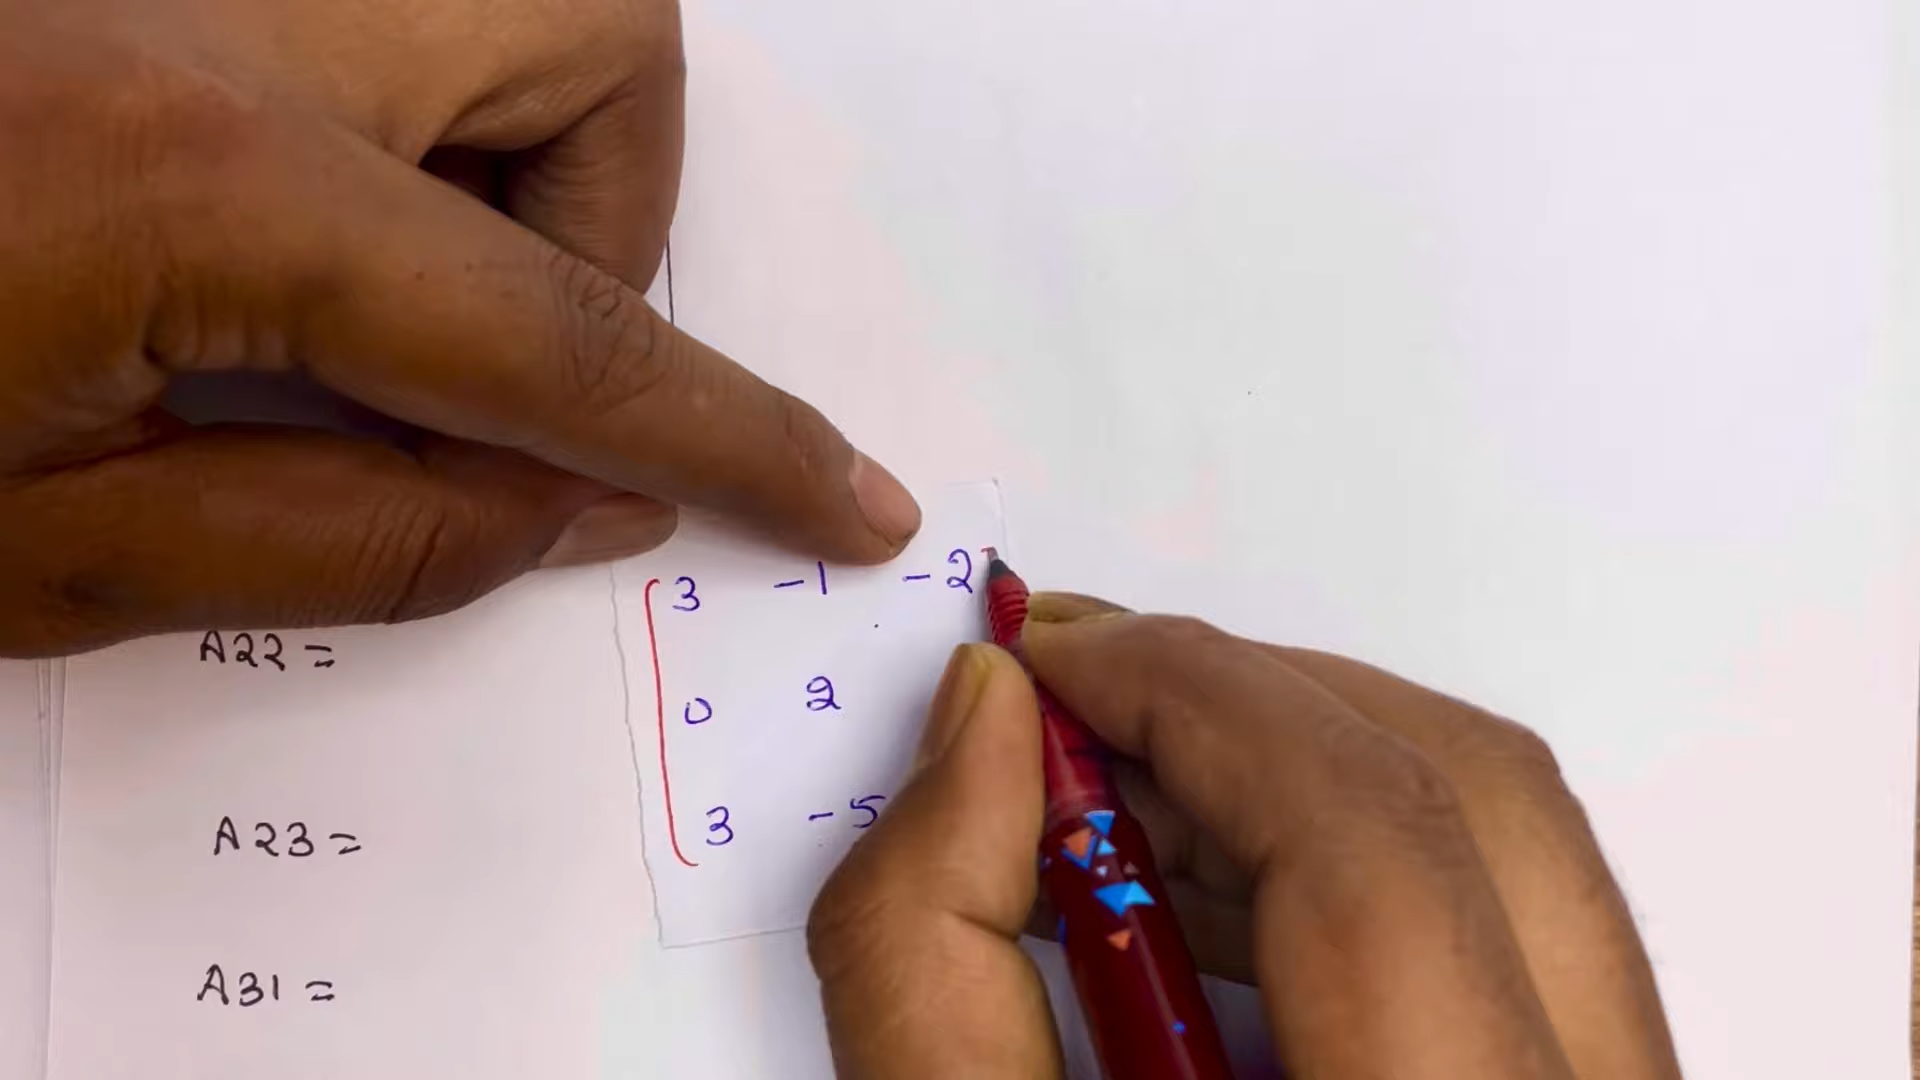 3 -1 -2
A22 =
0 2
A23 =
3 -5
A31 =